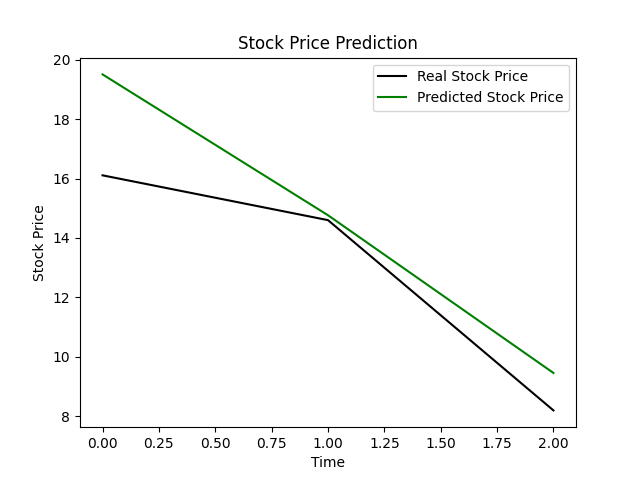 Stock Price Prediction
Real Stock Price
Predicted Stock Price
Stock Price
20
18
16
14
12
10
8
0.00 0.25 0.50 0.75 1.00 1.25 1.50 1.75 2.00
Time